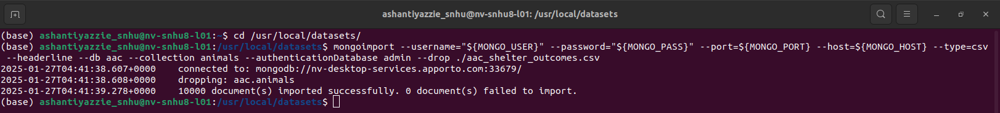 ashantiyazzie_snhu@nv-snhu8-l01: /usr/local/datasets
(base) ashantiyazzie_snhu@nv-snhu8-l01:~$ cd /usr/local/datasets/
(base) ashantiyazzie_snhu@nv-snhu8-l01:/usr/local/datasets$ mongoimport --username="${MONGO_USER}" --password="${MONGO_PASS}" --port=${MONGO_PORT} --host=${MONGO_HOST} --type=csv
--headerline --db aac --collection animals --authenticationDatabase admin --drop ./aac_shelter_outcomes.csv
2025-01-27T04:41:38.607+0000    connected to: mongodb://nv-desktop-services.apporto.com:33679/
2025-01-27T04:41:38.608+0000    dropping: aac.animals
2025-01-27T04:41:39.278+0000    10000 document(s) imported successfully. 0 document(s) failed to import.
(base) ashantiyazzie_snhu@nv-snhu8-l01:/usr/local/datasets$